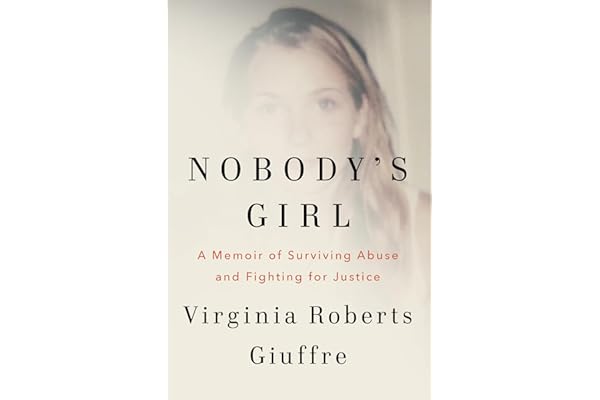 NOBODY'S
GIRL
A Memoir of Surviving Abuse
and Fighting for Justice
Virginia Roberts
Giuffre